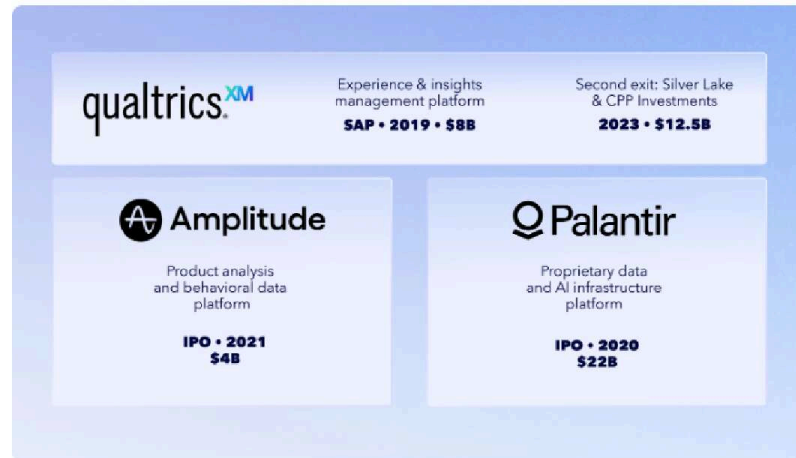 qualtrics.XM
Experience & insights
management platform
SAP • 2019 • $8B
Second exit: Silver Lake
& CPP Investments
2023 • $12.5B
Amplitude
Product analysis
and behavioral data
platform
IPO • 2021
$4B
Palantir
Proprietary data
and AI infrastructure
platform
IPO • 2020
$22B